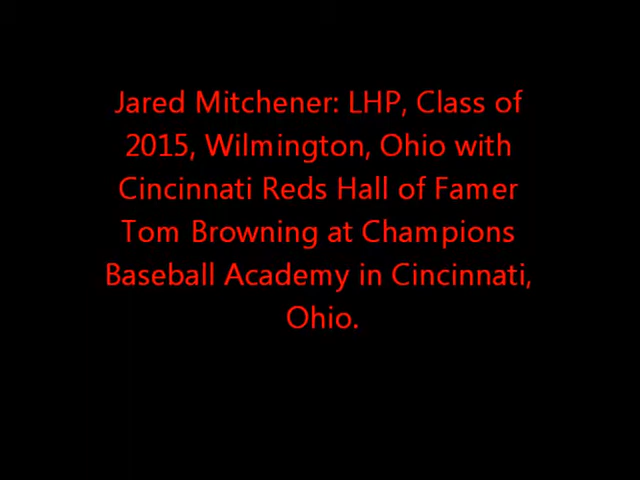 Jared Mitchener: LHP, Class of
2015, Wilmington, Ohio with
Cincinnati Reds Hall of Famer
Tom Browning at Champions
Baseball Academy in Cincinnati,
Ohio.